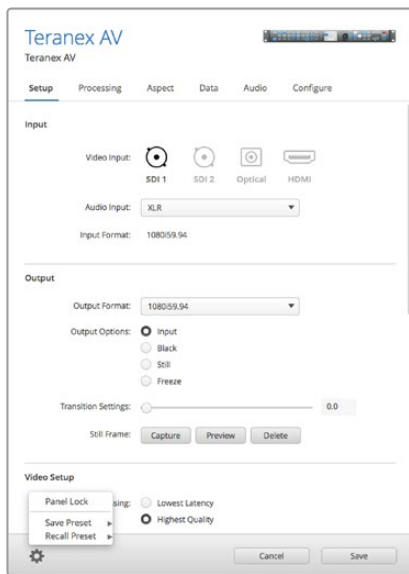 Teranex AV
Teranex AV
Setup Processing Aspect Data Audio Configure
Input
Video Input:
SDI 1 SDI 2 Optical HDMI
Audio Input: XLR
Input Format: 1080i59.94
Output
Output Format: 1080i59.94
Output Options: Input
Black
Still
Freeze
Transition Settings: 0.0
Still Frame: Capture Preview Delete
Video Setup
Panel Lock
sing: Lowest Latency
Save Preset
Highest Quality
Recall Preset
Cancel Save